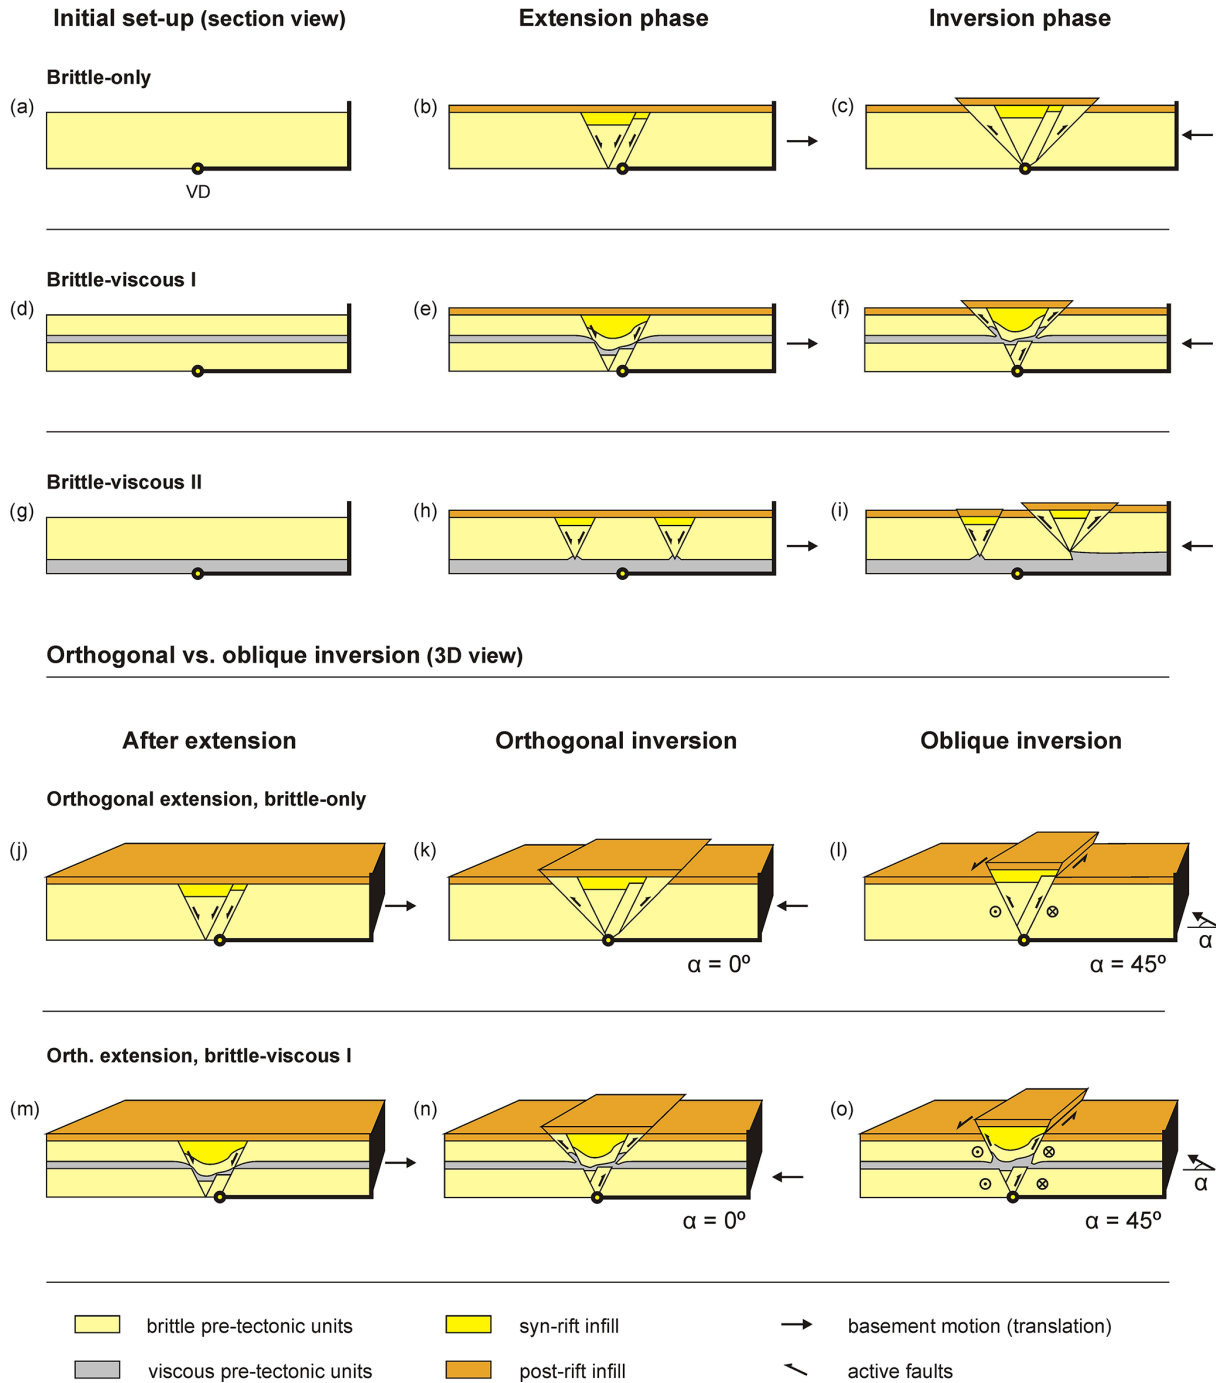 Initial set-up (section view) Extension phase Inversion phase
Brittle-only
(a) (b) (c)
VD
Brittle-viscous I
(d) (e) (f)
Brittle-viscous II
(g) (h) (i)
Orthogonal vs. oblique inversion (3D view)
After extension Orthogonal inversion Oblique inversion
Orthogonal extension, brittle-only
(j) (k) (l)
α
α = 0º α = 45º
Orth. extension, brittle-viscous I
(m) (n) (o)
α
α = 0º α = 45º
brittle pre-tectonic units syn-rift infill basement motion (translation)
viscous pre-tectonic units post-rift infill active faults